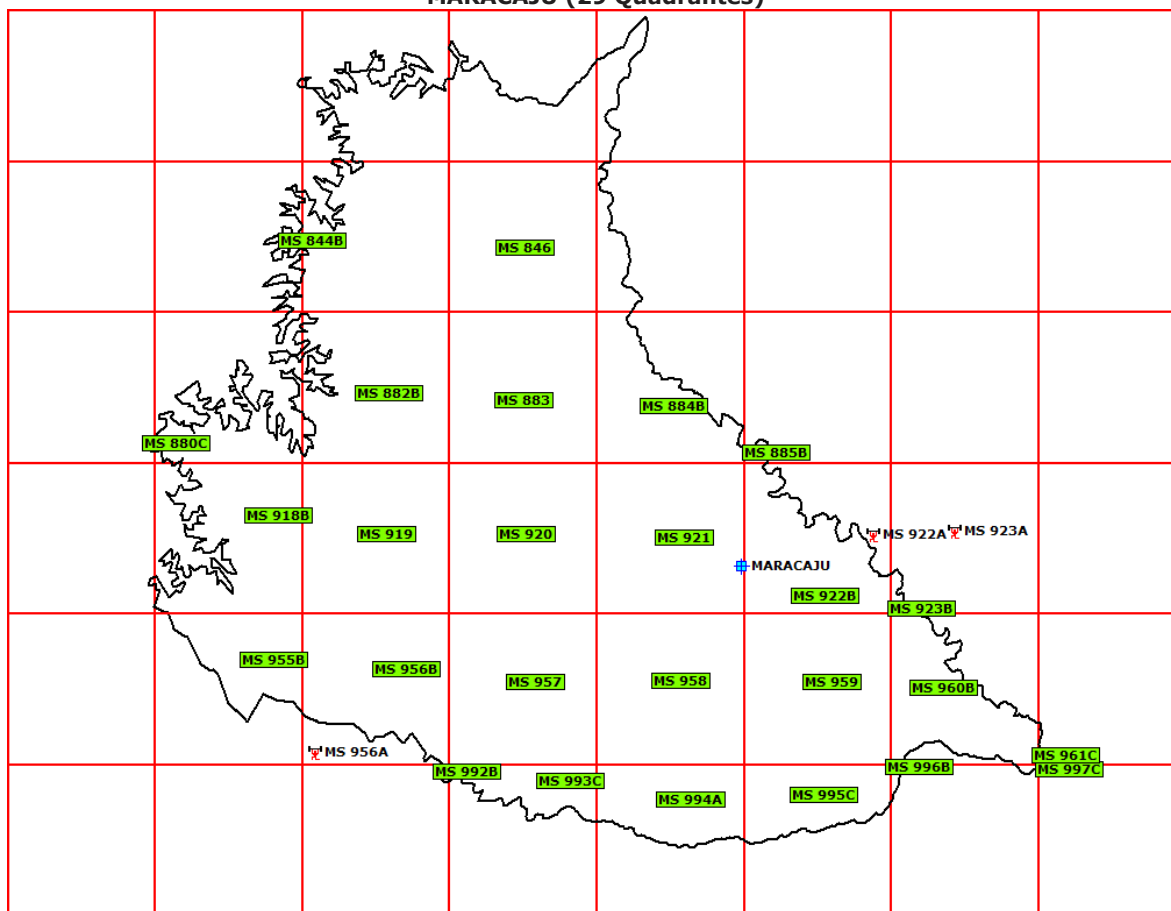 MARACAJU (29 Quadrantes)
MS 844B
MS 846
MS 882B
MS 883
MS 884B
MS 880C
MS 885B
MS 918B
MS 919
MS 920
MS 921
MS 922A
MS 923A
MARACAJU
MS 922B
MS 923B
MS 955B
MS 956B
MS 957
MS 958
MS 959
MS 960B
MS 956A
MS 961C
MS 992B
MS 993C
MS 994A
MS 995C
MS 996B
MS 997C